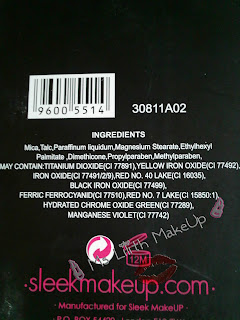 9600 5514
30811A02
INGREDIENTS
Mica,Talc,Paraffinum liquidum,Magnesium Stearate,Ethylhexyl
Palmitate ,Dimethicone,Propylparaben,Methylparaben,
MAY CONTAIN:TITANIUM DIOXIDE(CI 77891),YELLOW IRON OXIDE(CI 77492),
IRON OXIDE(CI 77491/2/9),RED NO. 40 LAKE (CI 16035),
BLACK IRON OXIDE(CI 77499),
FERRIC FERROCYANID(CI 77510),RED NO. 7 LAKE (CI 15850:1),
HYDRATED CHROME OXIDE GREEN(CI 77289),
MANGANESE VIOLET(CI 77742)
12M
Lilith MakeUp
sleekmakeup.com
Manufactured for Sleek MakeUP